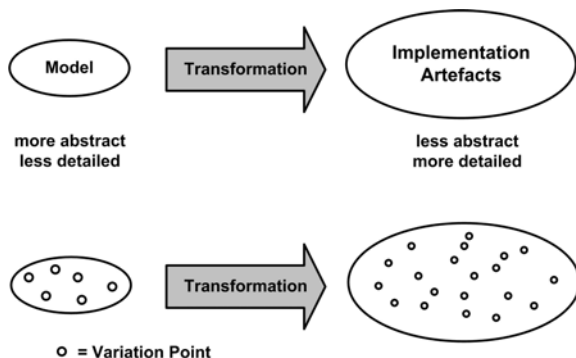 Model
Transformation
Implementation
Artefacts
more abstract
less detailed
less abstract
more detailed
Transformation
= Variation Point